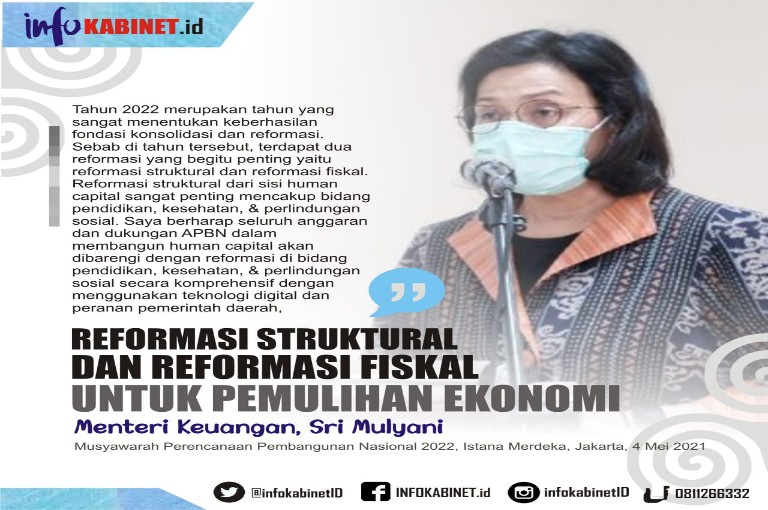 info KABINET.id
Tahun 2022 merupakan tahun yang
sangat menentukan keberhasilan
fondasi konsolidasi dan reformasi.
Sebab di tahun tersebut, terdapat dua
reformasi yang begitu penting yaitu
reformasi struktural dan reformasi fiskal.
Reformasi struktural dari sisi human
capital sangat penting mencakup bidang
pendidikan, kesehatan, & perlindungan
sosial. Saya berharap seluruh anggaran
dan dukungan APBN dalam
membangun human capital akan
dibarengi dengan reformasi di bidang
pendidikan, kesehatan, & perlindungan
sosial secara komprehensif dengan
menggunakan teknologi digital dan
peranan pemerintah daerah,
REFORMASI STRUKTURAL
DAN REFORMASI FISKAL
UNTUK PEMULIHAN EKONOMI
Menteri Keuangan, Sri Mulyani
Musyawarah Perencanaan Pembangunan Nasional 2022, Istana Merdeka, Jakarta, 4 Mei 2021
@infokabinetID INFOKABINET.id infokabinetID 0811266332